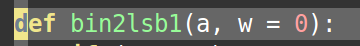 def bin2lsb1(a, w = 0):